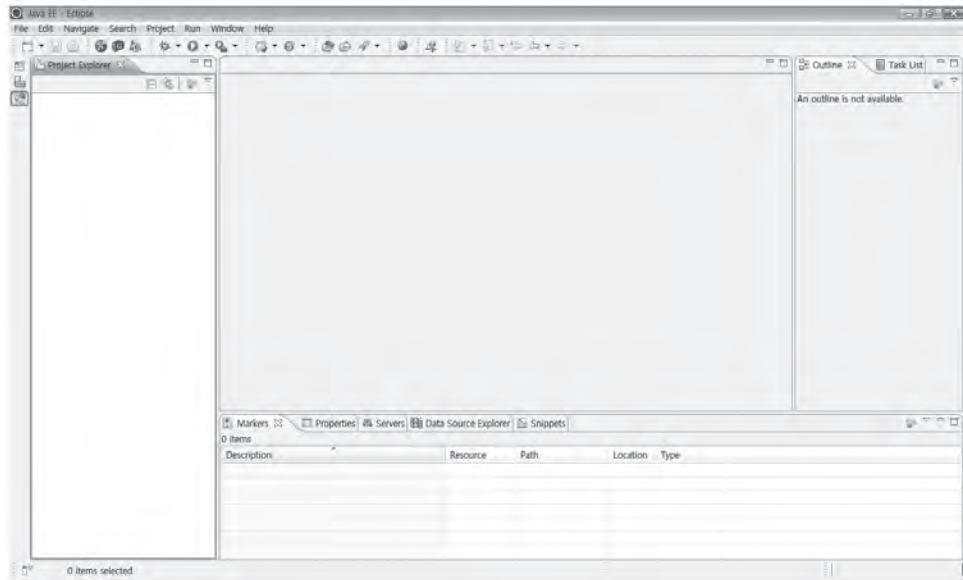 Java EE - Eclipse
File Edit Navigate Search Project Run Window Help
Project Explorer
Outline
Task List
An outline is not available.
Markers Properties Servers Data Source Explorer Snippets
0 items
Description Resource Path Location Type
0 items selected